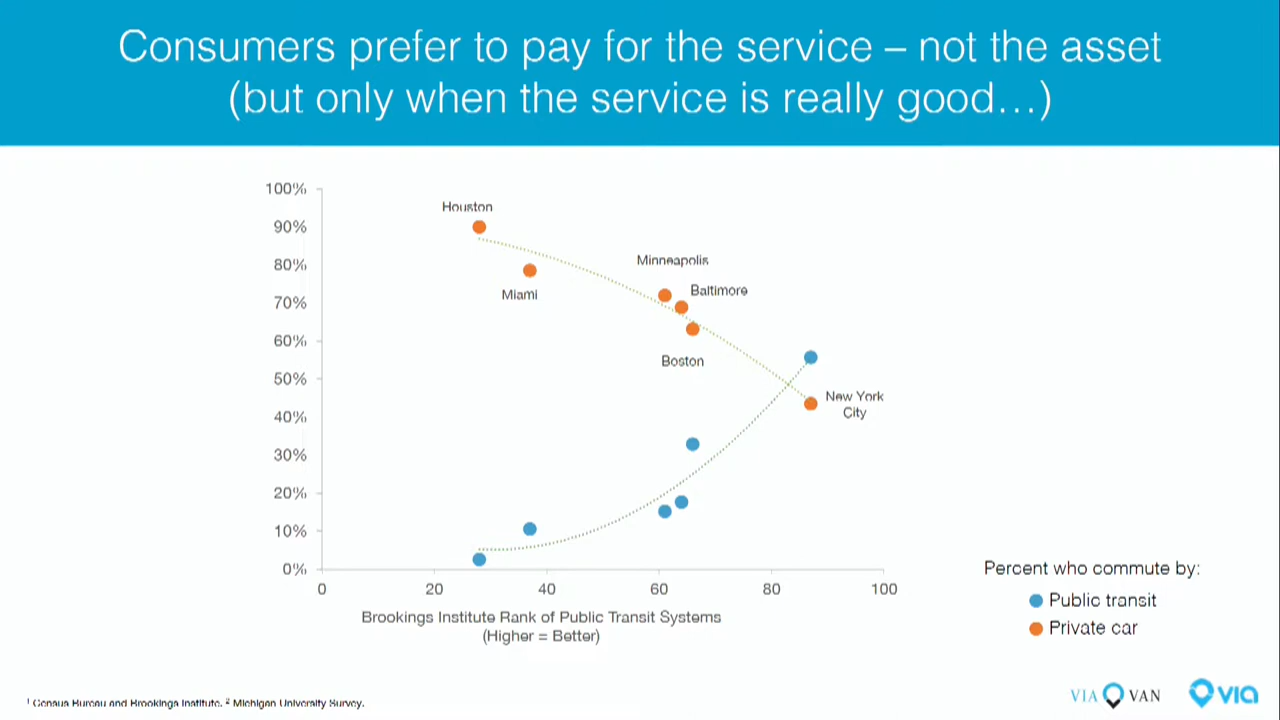 Consumers prefer to pay for the service – not the asset
(but only when the service is really good…)
100%
90%
80%
70%
60%
50%
40%
30%
20%
10%
0%
0 20 40 60 80 100
Houston
Miami
Minneapolis
Baltimore
Boston
New York
City
Brookings Institute Rank of Public Transit Systems
(Higher = Better)
Percent who commute by:
Public transit
Private car
1 Census Bureau and Brookings Institute. 2 Michigan University Survey.
VIA VAN
via